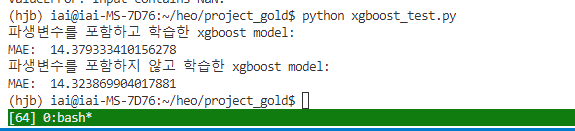 ValueError: Input contains NaN.
(hjb) iai@iai-MS-7D76:~/heo/project_gold$ python xgboost_test.py
파생변수를 포함하고 학습한 xgboost model:
MAE:  14.379333410156278
파생변수를 포함하지 않고 학습한 xgboost model:
MAE:  14.323869904017881
(hjb) iai@iai-MS-7D76:~/heo/project_gold$
[64] 0:bash*